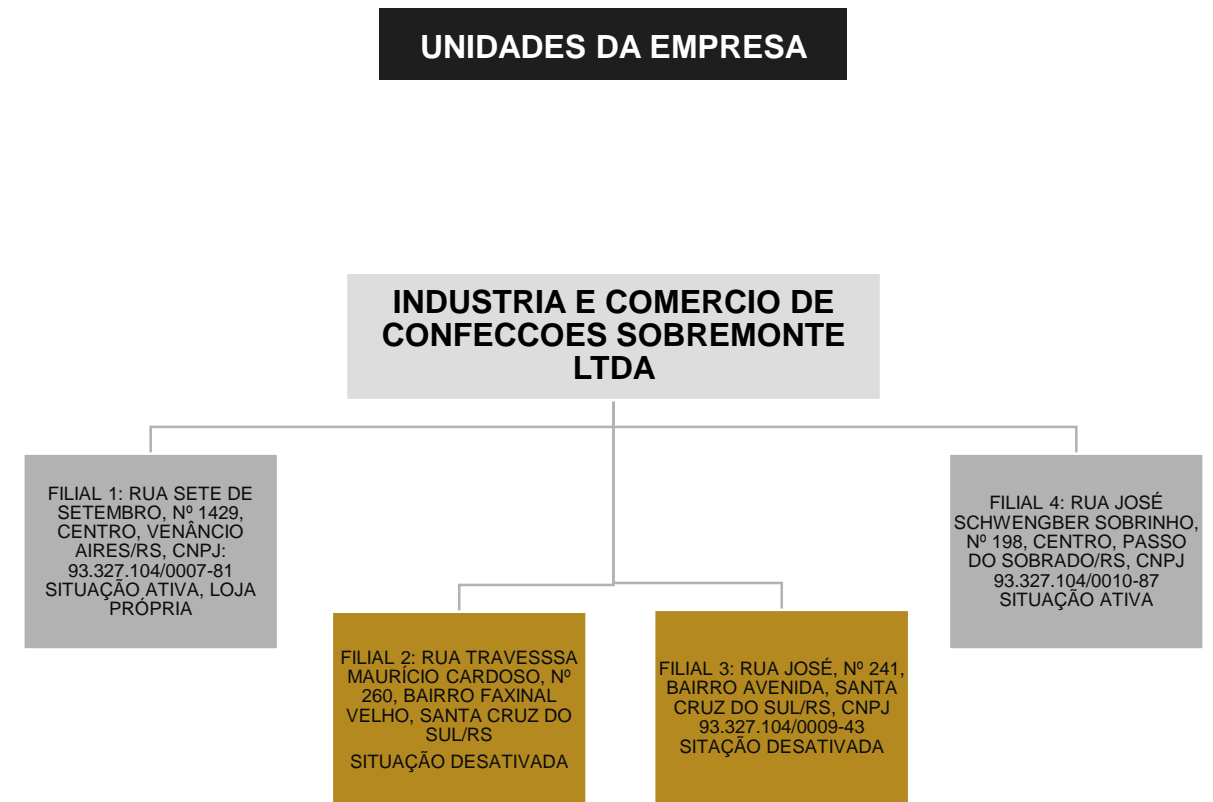 UNIDADES DA EMPRESA
INDUSTRIA E COMERCIO DE
CONFECCOES SOBREMONTE
LTDA
FILIAL 1: RUA SETE DE
SETEMBRO, Nº 1429,
CENTRO, VENÂNCIO
AIRES/RS, CNPJ:
93.327.104/0007-81
SITUAÇÃO ATIVA, LOJA
PRÓPRIA
FILIAL 2: RUA TRAVESSSA
MAURÍCIO CARDOSO, Nº
260, BAIRRO FAXINAL
VELHO, SANTA CRUZ DO
SUL/RS
SITUAÇÃO DESATIVADA
FILIAL 3: RUA JOSÉ, Nº 241,
BAIRRO AVENIDA, SANTA
CRUZ DO SUL/RS, CNPJ
93.327.104/0009-43
SITAÇÃO DESATIVADA
FILIAL 4: RUA JOSÉ
SCHWENGBER SOBRINHO,
Nº 198, CENTRO, PASSO
DO SOBRADO/RS, CNPJ
93.327.104/0010-87
SITUAÇÃO ATIVA